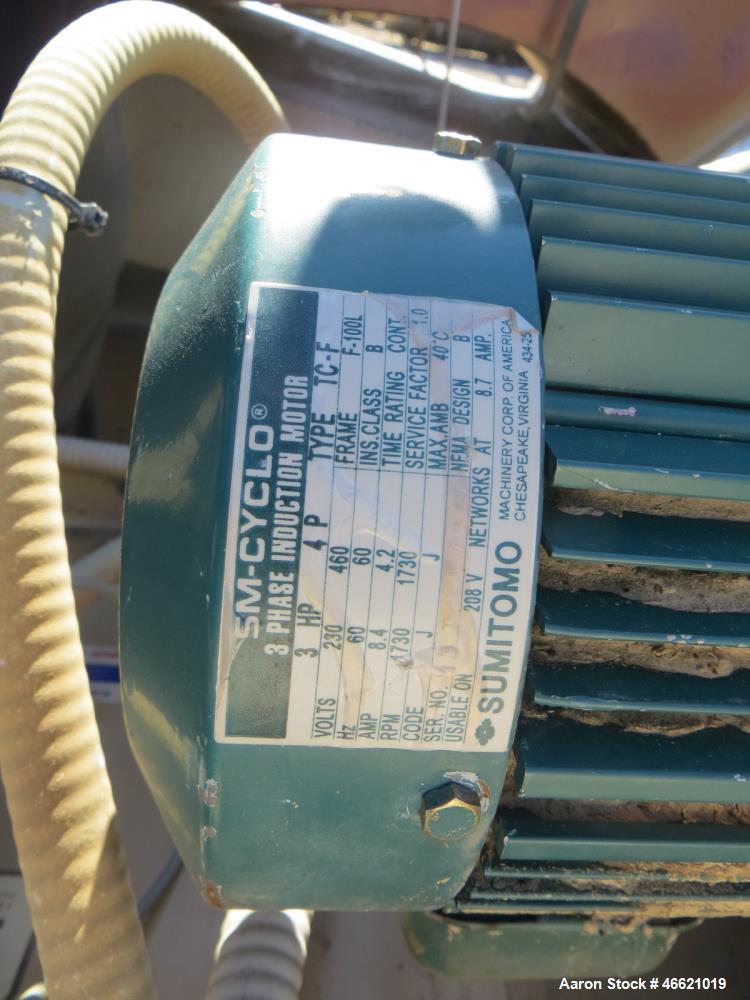 SM-CYCLO®
3 PHASE INDUCTION MOTOR
3 HP 4 P TYPE TC-F
VOLTS 230 460 FRAME F-100L
Hz 60 60 INS.CLASS B
AMP 8.4 4.2 TIME RATING CONT
RPM 1730 1730 SERVICE FACTOR 1.0
CODE J J MAX.AMB 40°C
SER. NO. NEMA DESIGN B
USABLE ON 208 V NETWORKS AT 8.7 AMP.
SUMITOMO MACHINERY CORP. OF AMERICA
CHESAPEAKE, VIRGINIA 434-25
Aaron Stock # 46621019